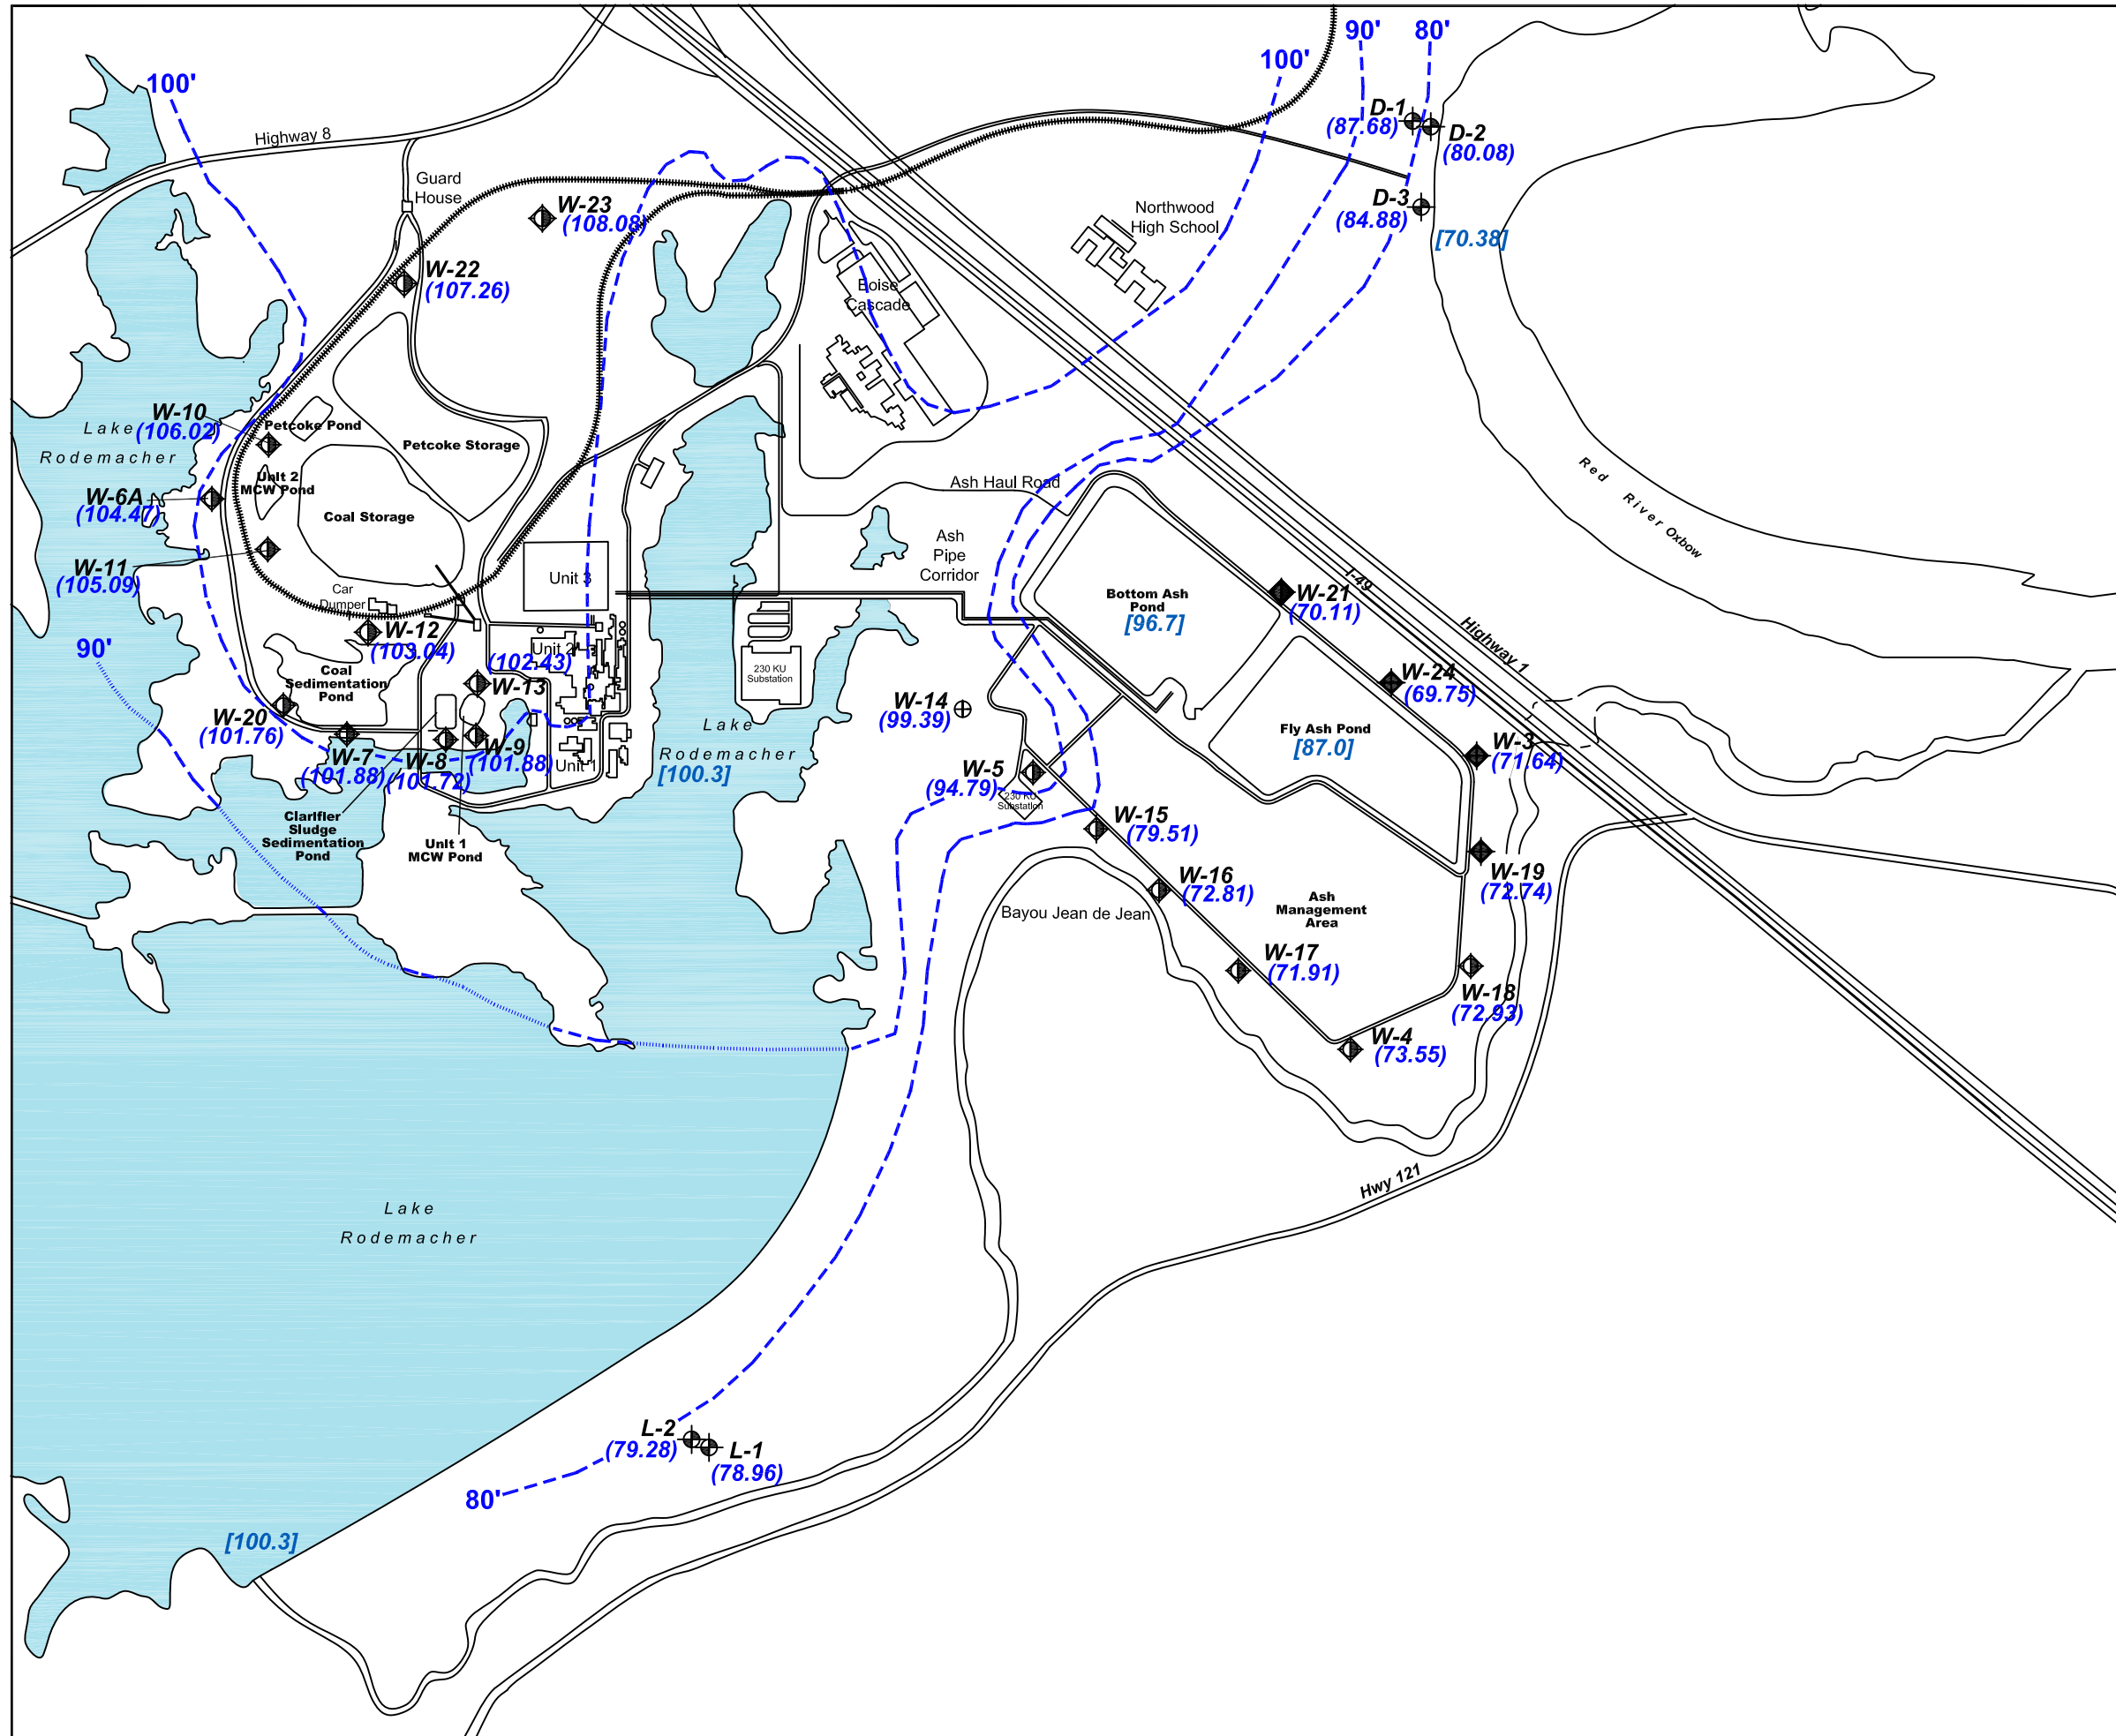 90'
80'
100'
100'
D-1
(87.68)
D-2
(80.08)
Highway 8
Guard
House
W-23
(108.08)
D-3
(84.88)
[70.38]
Northwood
High School
W-22
(107.26)
Boise
Cascade
W-10
(106.02)
Lake
Rodemacher
Petcoke Pond
Petcoke Storage
Unit 2
MCW Pond
W-6A
(104.47)
Coal Storage
Ash Haul Road
Red River Oxbow
W-11
(105.09)
Ash
Pipe
Corridor
Unit 3
Car
Dumper
I-49
Bottom Ash
Pond
[96.7]
W-21
(70.11)
Highway 1
W-12
(103.04)
90'
Unit 2
(102.43)
W-13
Coal
Sedimentation
Pond
230 KU
Substation
W-24
(69.75)
W-14
(99.39)
W-20
(101.76)
Lake
Rodemacher
[100.3]
Fly Ash Pond
[87.0]
W-3
(71.64)
W-7
(101.88)
W-8
(101.72)
W-9
(101.88)
Unit 1
W-5
(94.79)
230 KU
Substation
W-15
(79.51)
Clarifier
Sludge
Sedimentation
Pond
Unit 1
MCW Pond
W-19
(72.74)
W-16
(72.81)
Bayou Jean de Jean
Ash
Management
Area
W-17
(71.91)
W-18
(72.93)
W-4
(73.55)
Hwy 121
Lake
Rodemacher
L-2
(79.28)
L-1
(78.96)
80'
[100.3]